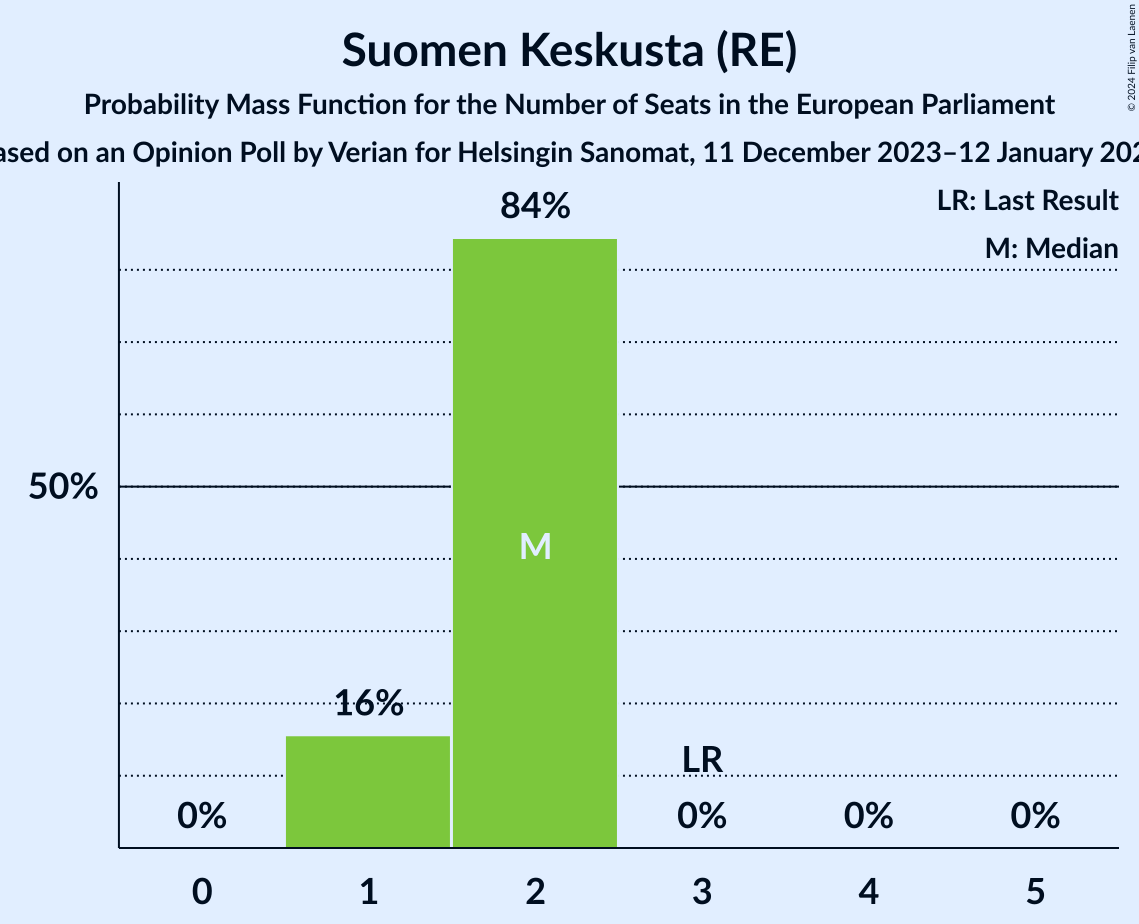 Suomen Keskusta (RE)
Probability Mass Function for the Number of Seats in the European Parliament
ased on an Opinion Poll by Verian for Helsingin Sanomat, 11 December 2023–12 January 202
© 2024 Filip van Laenen
LR: Last Result
M: Median
84%
50%
M
16%
LR
0%
0%
0%
0%
0
1
2
3
4
5